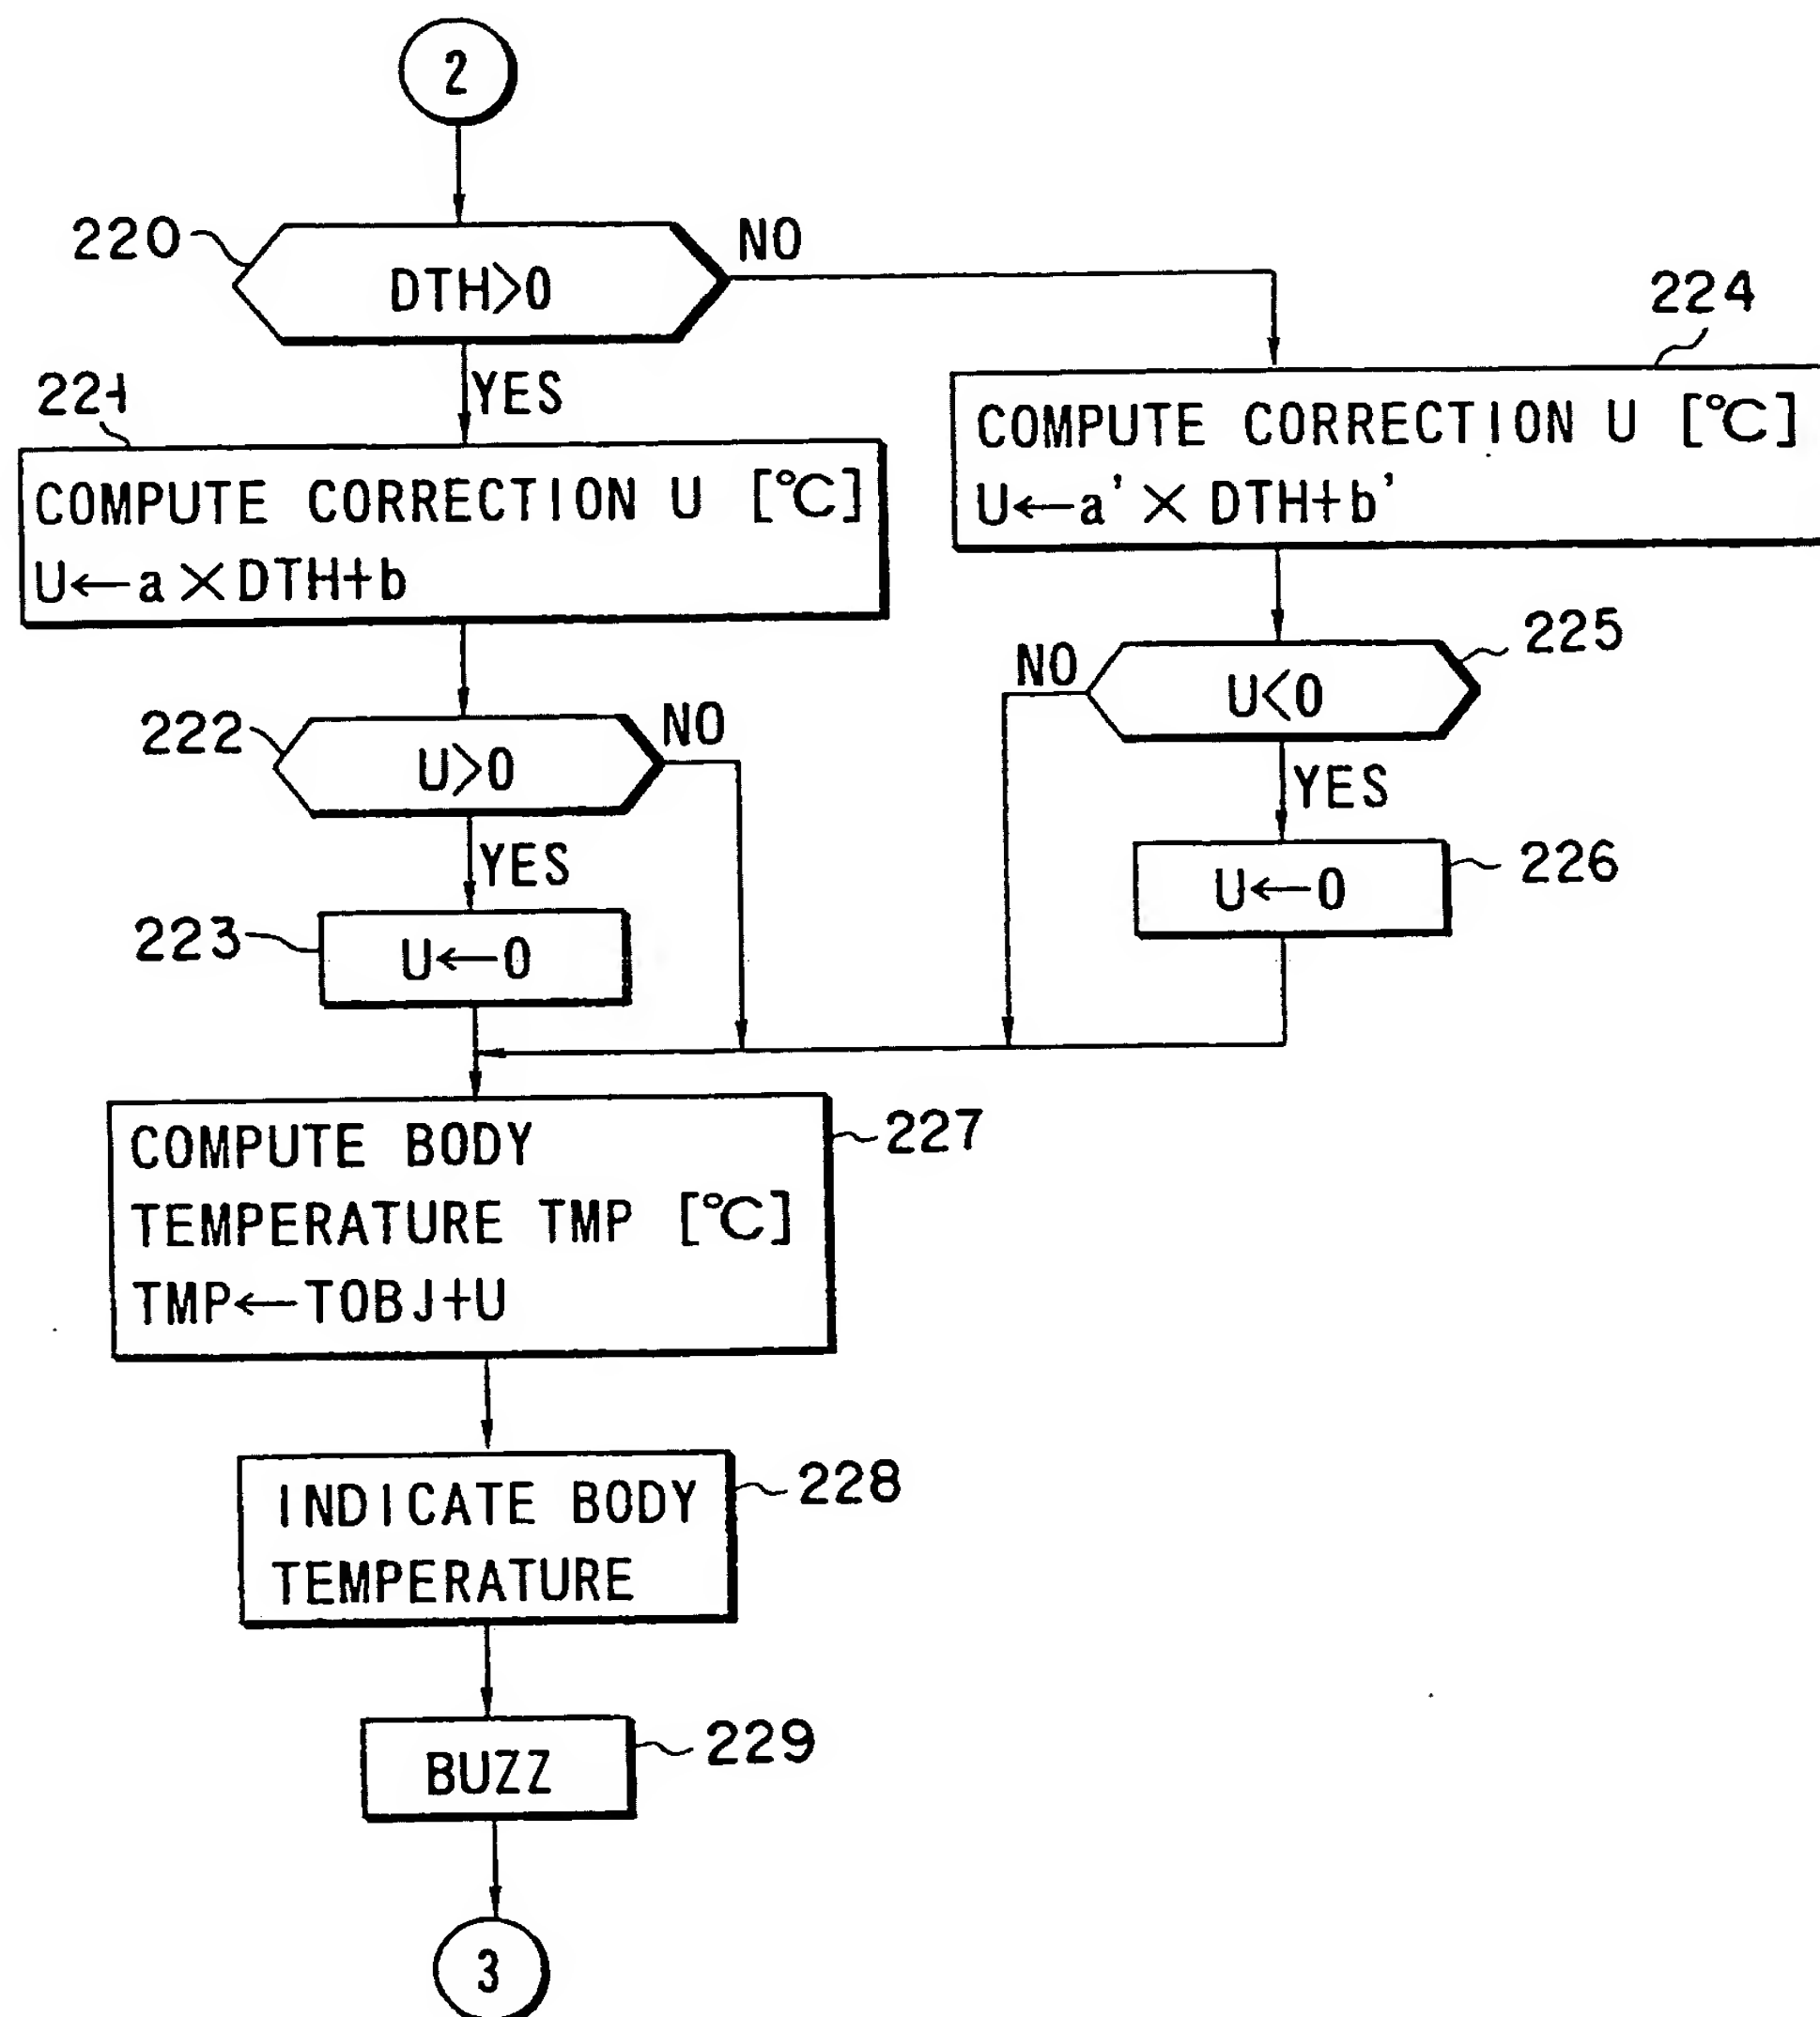 2
220
DTH>0
NO
YES
221
COMPUTE CORRECTION U [℃]
U←a×DTH+b
224
COMPUTE CORRECTION U [℃]
U←a'×DTH+b'
222
U>0
NO
YES
223
U←0
225
U<0
NO
YES
226
U←0
227
COMPUTE BODY
TEMPERATURE TMP [℃]
TMP←TOBJ+U
228
INDICATE BODY
TEMPERATURE
229
BUZZ
3